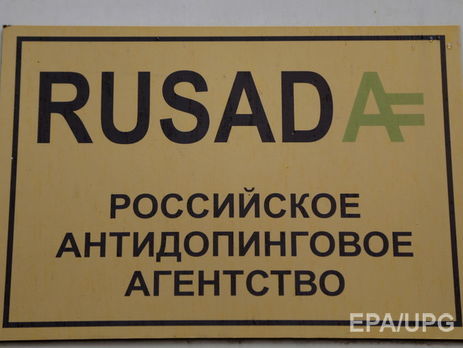 RUSADA
РОССИЙСКОЕ
АНТИДОПИНГОВОЕ
АГЕНТСТВО
EPA/UPG